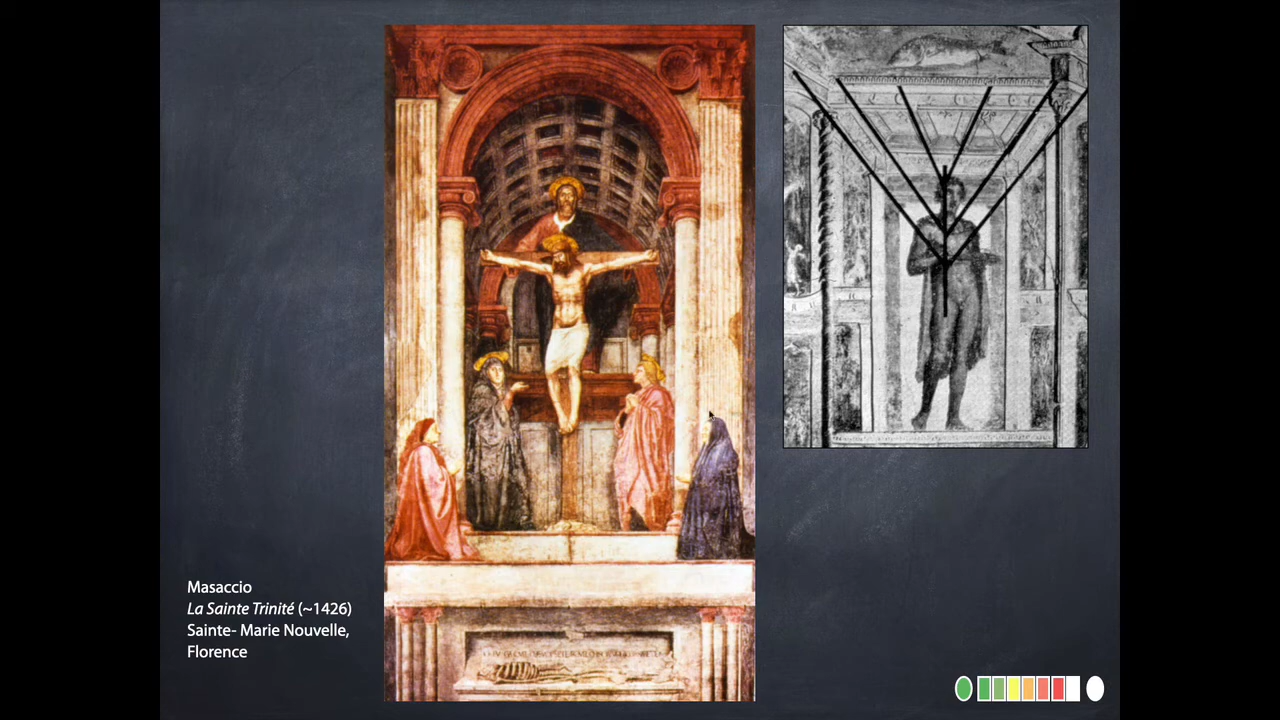 Masaccio
La Sainte Trinité (~1426)
Sainte- Marie Nouvelle,
Florence